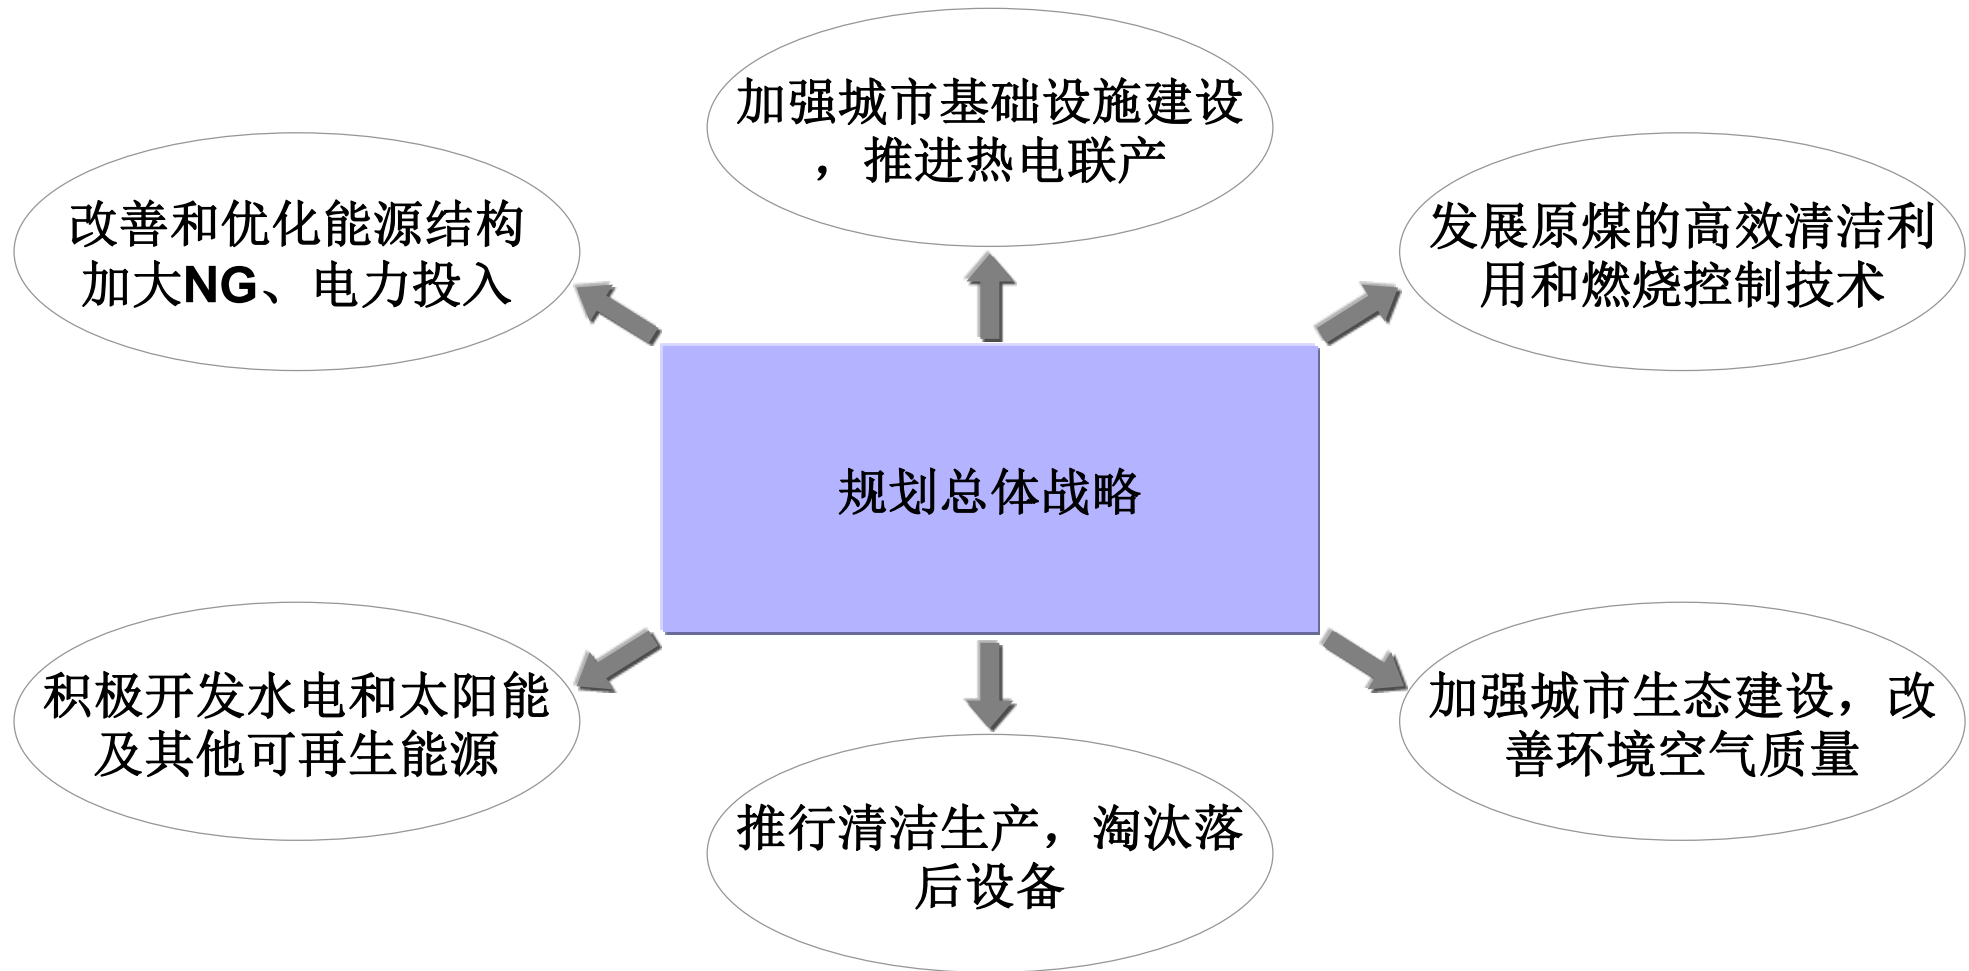 加强城市基础设施建设
，推进热电联产
改善和优化能源结构
加大NG、电力投入
发展原煤的高效清洁利
用和燃烧控制技术
规划总体战略
积极开发水电和太阳能
及其他可再生能源
加强城市生态建设，改
善环境空气质量
推行清洁生产，淘汰落
后设备